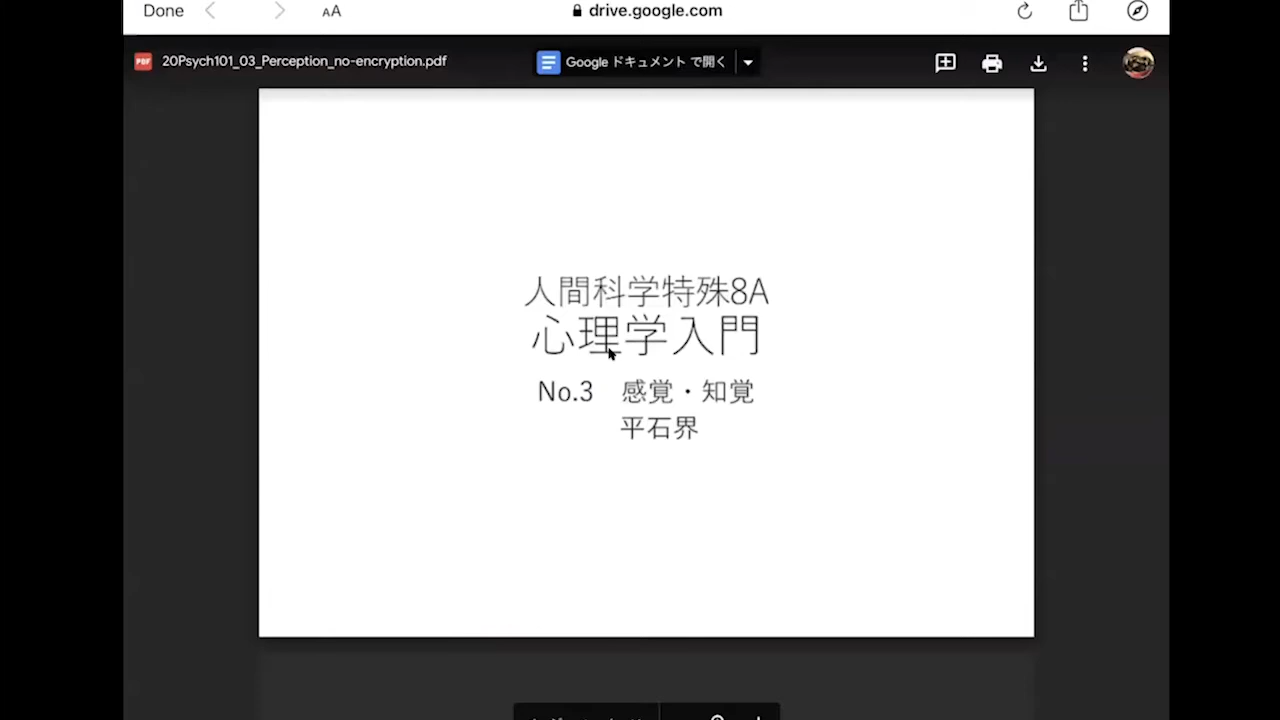 Done
AA
drive.google.com
PDF
20Psych101_03_Perception_no-encryption.pdf
Google ドキュメント で開く
人間科学特殊8A
心理学入門
No.3 感覚・知覚
平石界